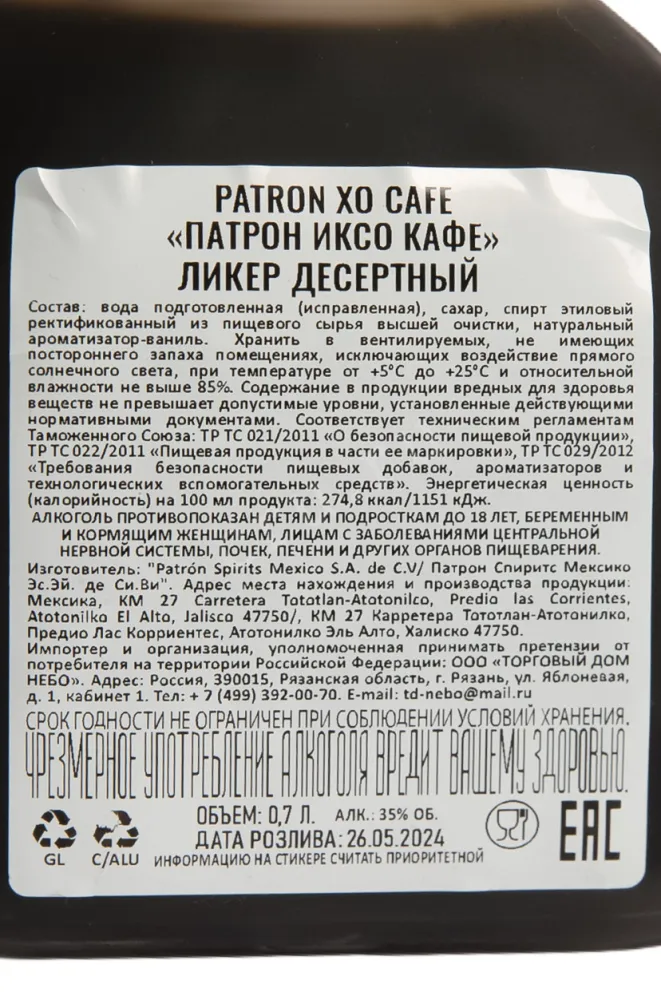 PATRON XO CAFE
«ПАТРОН ИКСО КАФЕ»
ЛИКЕР ДЕСЕРТНЫЙ
Состав: вода подготовленная (исправленная), сахар, спирт этиловый
ректификованный из пищевого сырья высшей очистки, натуральный
ароматизатор-ваниль. Хранить в вентилируемых, не имеющих
постороннего запаха помещениях, исключающих воздействие прямого
солнечного света, при температуре от +5°С до +25°С и относительной
влажности не выше 85%. Содержание в продукции вредных для здоровья
веществ не превышает допустимые уровни, установленные действующими
нормативными документами. Соответствует техническим регламентам
Таможенного Союза: ТР ТС 021/2011 «О безопасности пищевой продукции»,
ТР ТС 022/2011 «Пищевая продукция в части ее маркировки», ТР ТС 029/2012
«Требования безопасности пищевых добавок, ароматизаторов и
технологических вспомогательных средств». Энергетическая ценность
(калорийность) на 100 мл продукта: 274,8 ккал/1151 кДж.
АЛКОГОЛЬ ПРОТИВОПОКАЗАН ДЕТЯМ И ПОДРОСТКАМ ДО 18 ЛЕТ, БЕРЕМЕННЫМ
И КОРМЯЩИМ ЖЕНЩИНАМ, ЛИЦАМ С ЗАБОЛЕВАНИЯМИ ЦЕНТРАЛЬНОЙ
НЕРВНОЙ СИСТЕМЫ, ПОЧЕК, ПЕЧЕНИ И ДРУГИХ ОРГАНОВ ПИЩЕВАРЕНИЯ.
Изготовитель: "Patrón Spirits Mexico S.A. de C.V/ Патрон Спиритс Мексико
Эс.Эй. де Си.Ви". Адрес места нахождения и производства продукции:
Мексика, KM 27 Carretera Tototlan-Atotonilco, Predio las Corrientes,
Atotonilko El Alto, Jalisco 47750/, КМ 27 Карретера Тототлан-Атотонилко,
Предио Лас Корриентес, Атотонилко Эль Алто, Халиско 47750.
Импортер и организация, уполномоченная принимать претензии от
потребителя на территории Российской Федерации: ООО «ТОРГОВЫЙ ДОМ
НЕБО». Адрес: Россия, 390015, Рязанская область, г. Рязань, ул. Яблоневая,
д. 1, кабинет 1. Тел: + 7 (499) 392-00-70. E-mail: td-nebo@mail.ru
СРОК ГОДНОСТИ НЕ ОГРАНИЧЕН ПРИ СОБЛЮДЕНИИ УСЛОВИЙ ХРАНЕНИЯ.
ЧРЕЗМЕРНОЕ УПОТРЕБЛЕНИЕ АЛКОГОЛЯ ВРЕДИТ ВАШЕМУ ЗДОРОВЬЮ.
ОБЪЕМ: 0,7 Л. АЛК.: 35% ОБ.
ДАТА РОЗЛИВА: 26.05.2024
GL C/ALU ИНФОРМАЦИЮ НА СТИКЕРЕ СЧИТАТЬ ПРИОРИТЕТНОЙ
EAC